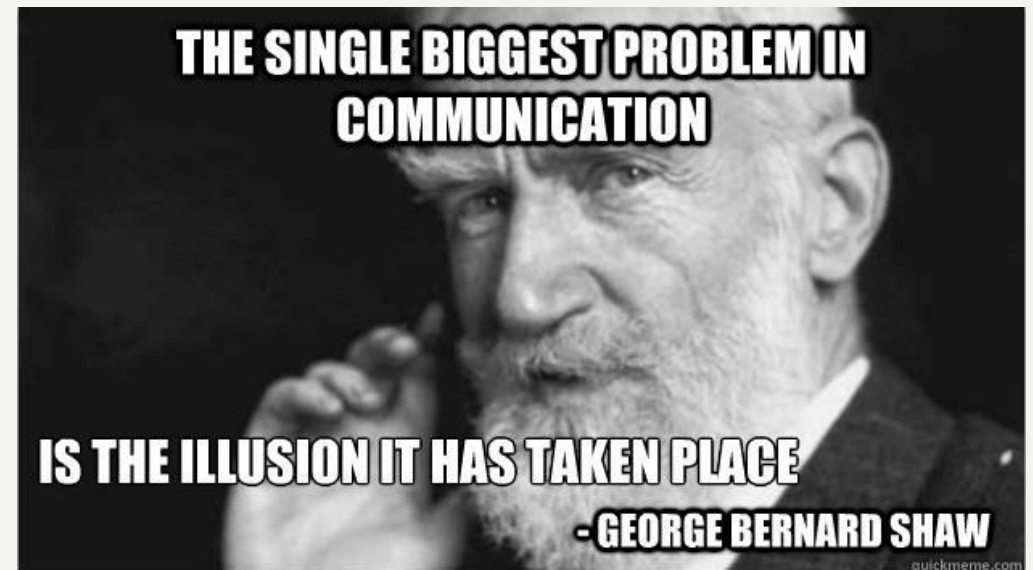 THE SINGLE BIGGEST PROBLEM IN
COMMUNICATION
IS THE ILLUSION IT HAS TAKEN PLACE
- GEORGE BERNARD SHAW
quickmeme.com